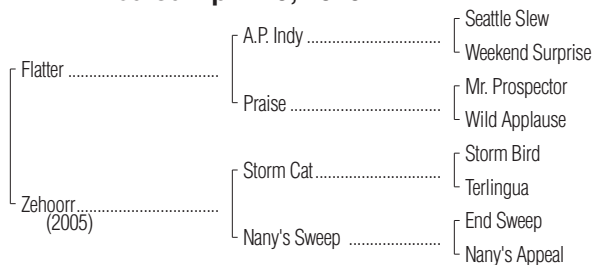 Seattle Slew
A.P. Indy
Weekend Surprise
Flatter
Mr. Prospector
Praise
Wild Applause
Storm Bird
Storm Cat
Terlingua
Zehoorr
(2005)
End Sweep
Nany's Sweep
Nany's Appeal